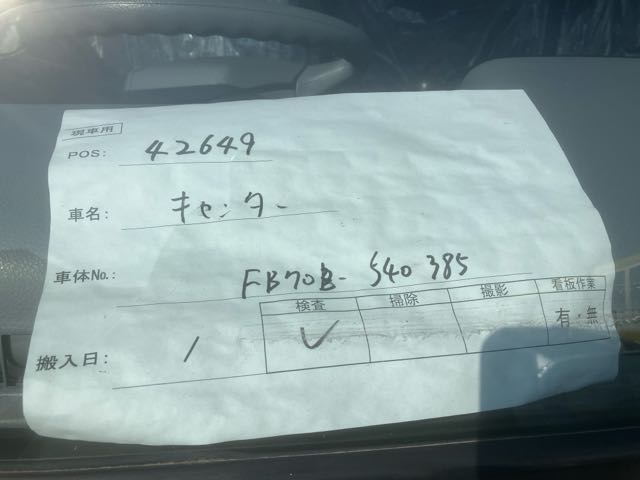 現車用
POS: 42649
車名: キャンター
車体No.: FB70B-540385
検査 掃除 撮影 看板作業
搬入日: / ✓ 有・無